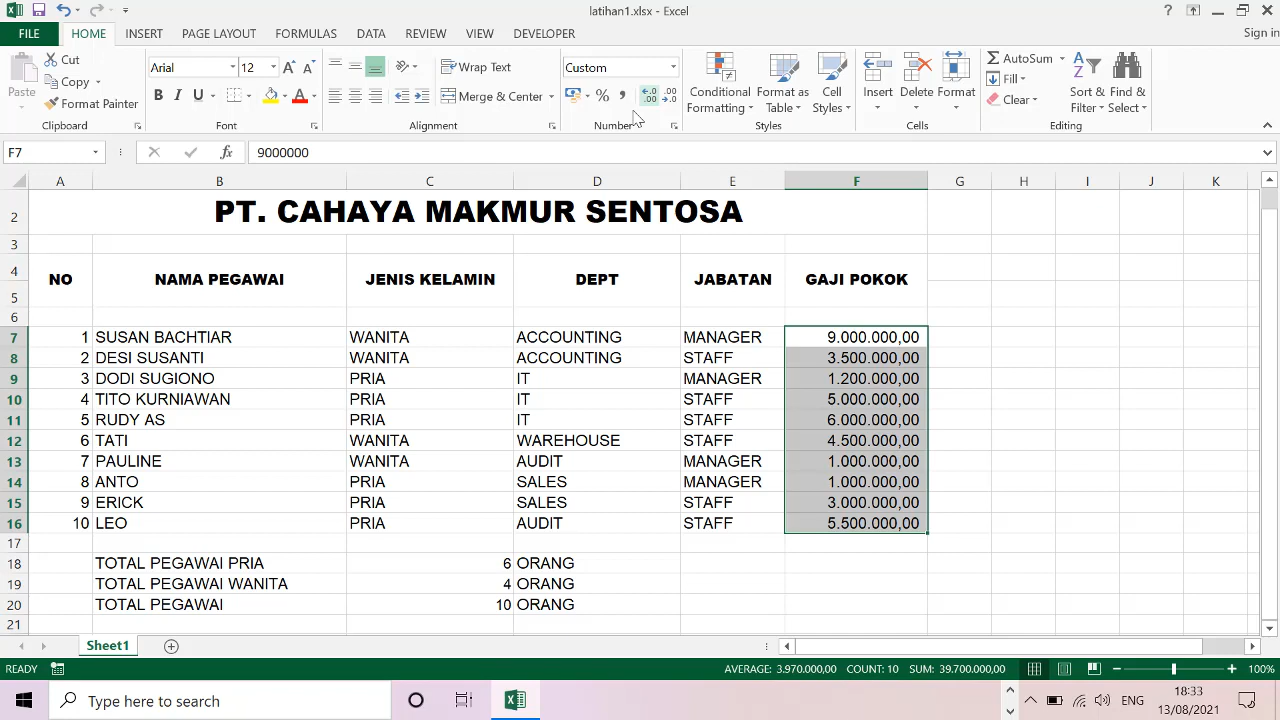 latihan1.xlsx - Excel
FILE HOME INSERT PAGE LAYOUT FORMULAS DATA REVIEW VIEW DEVELOPER Sign in
Paste Cut Copy Format Painter Clipboard
Arial 12 B I U A Font
Wrap Text Merge & Center Alignment
Custom % Number
Conditional Formatting Format as Table Cell Styles Styles
Insert Delete Format Cells
AutoSum Fill Clear Sort & Filter Find & Select Editing
F7 fx 9000000
A B C D E F G H I J K
2 PT. CAHAYA MAKMUR SENTOSA
3
4 NO NAMA PEGAWAI JENIS KELAMIN DEPT JABATAN GAJI POKOK
5
6
7 1 SUSAN BACHTIAR WANITA ACCOUNTING MANAGER 9.000.000,00
8 2 DESI SUSANTI WANITA ACCOUNTING STAFF 3.500.000,00
9 3 DODI SUGIONO PRIA IT MANAGER 1.200.000,00
10 4 TITO KURNIAWAN PRIA IT STAFF 5.000.000,00
11 5 RUDY AS PRIA IT STAFF 6.000.000,00
12 6 TATI WANITA WAREHOUSE STAFF 4.500.000,00
13 7 PAULINE WANITA AUDIT MANAGER 1.000.000,00
14 8 ANTO PRIA SALES MANAGER 1.000.000,00
15 9 ERICK PRIA SALES STAFF 3.000.000,00
16 10 LEO PRIA AUDIT STAFF 5.500.000,00
17
18 TOTAL PEGAWAI PRIA 6 ORANG
19 TOTAL PEGAWAI WANITA 4 ORANG
20 TOTAL PEGAWAI 10 ORANG
21
Sheet1
READY AVERAGE: 3.970.000,00 COUNT: 10 SUM: 39.700.000,00 100%
Type here to search ENG 18:33
13/08/2021